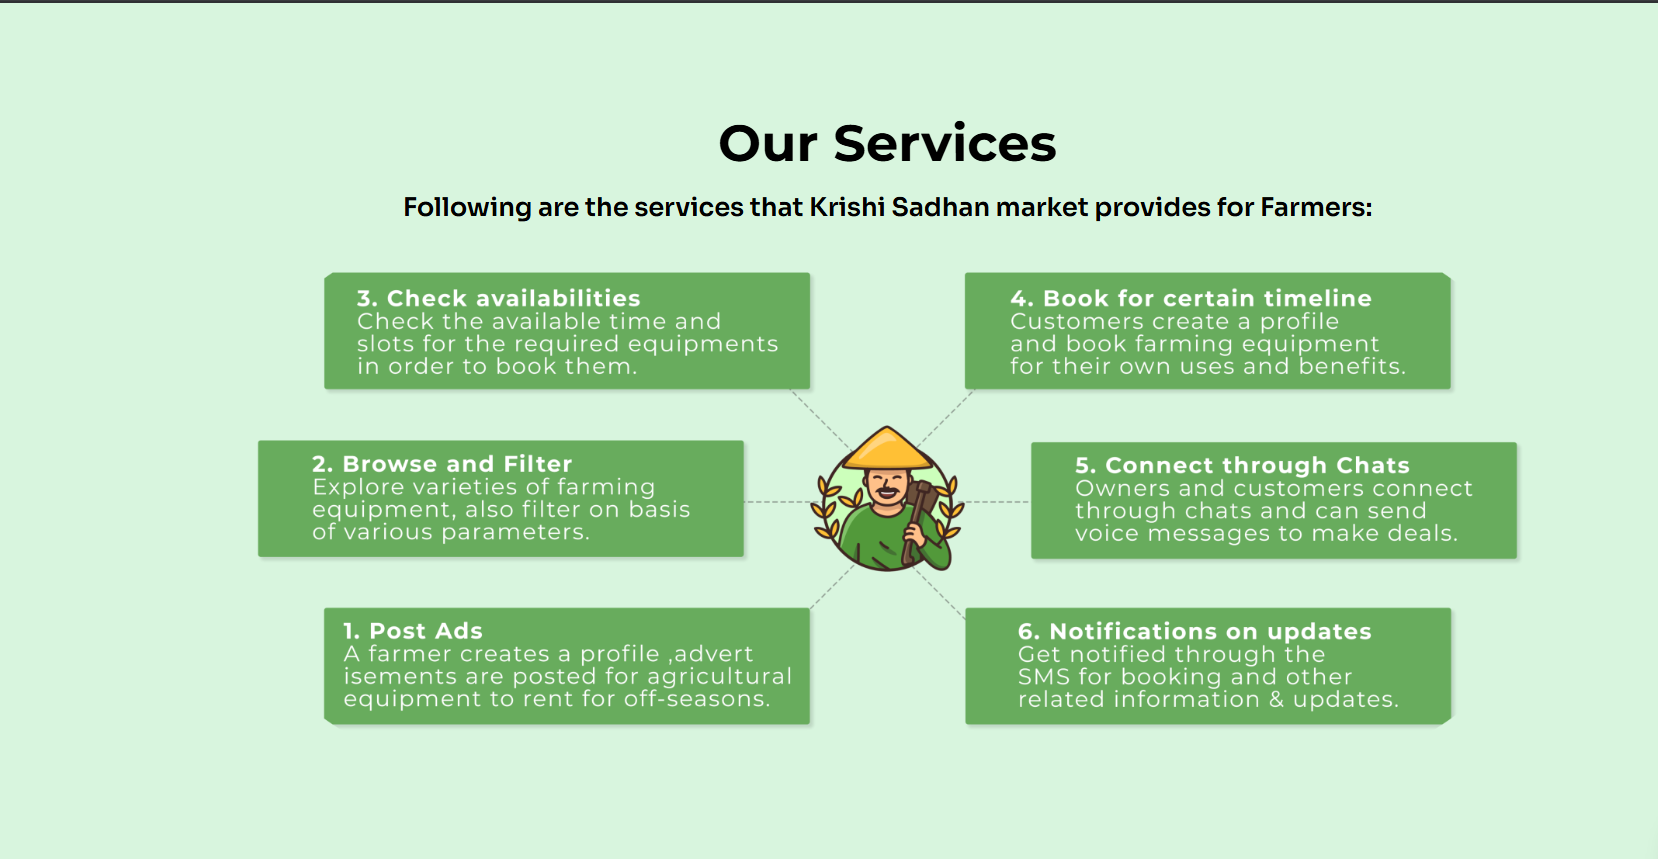 Our Services
Following are the services that Krishi Sadhan market provides for Farmers:
3. Check availabilities
Check the available time and
slots for the required equipments
in order to book them.
4. Book for certain timeline
Customers create a profile
and book farming equipment
for their own uses and benefits.
2. Browse and Filter
Explore varieties of farming
equipment, also filter on basis
of various parameters.
5. Connect through Chats
Owners and customers connect
through chats and can send
voice messages to make deals.
1. Post Ads
A farmer creates a profile ,advert
isements are posted for agricultural
equipment to rent for off-seasons.
6. Notifications on updates
Get notified through the
SMS for booking and other
related information & updates.